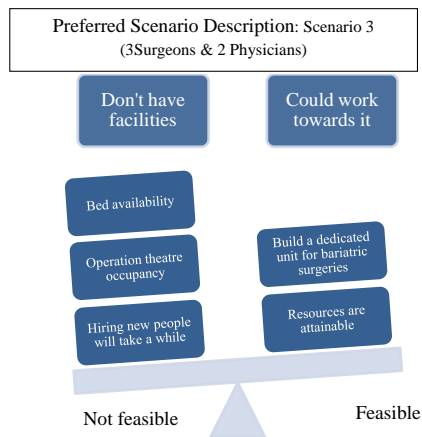 Preferred Scenario Description: Scenario 3
(3Surgeons & 2 Physicians)
Don't have
facilities
Could work
towards it
Bed availability
Operation theatre
occupancy
Hiring new people
will take a while
Build a dedicated
unit for bariatric
surgeries
Resources are
attainable
Not feasible
Feasible